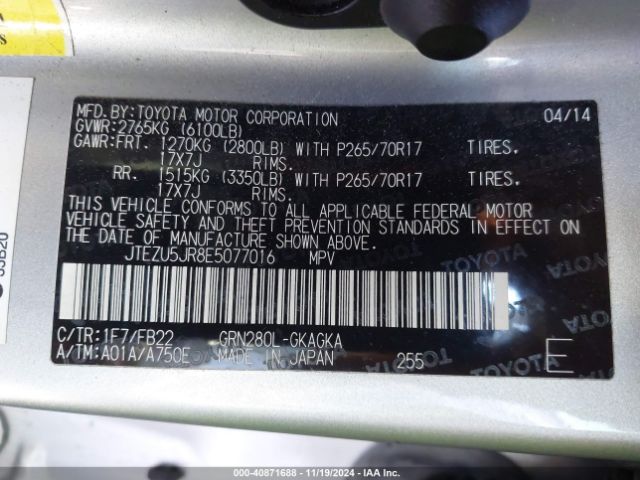 MFD.BY:TOYOTA MOTOR CORPORATION 04/14
GVWR:2765KG (6100LB)
GAWR:FRT. 1270KG (2800LB) WITH P265/70R17 TIRES.
17X7J RIMS.
RR. 1515KG (3350LB) WITH P265/70R17 TIRES.
17X7J RIMS.
THIS VEHICLE CONFORMS TO ALL APPLICABLE FEDERAL MOTOR
VEHICLE SAFETY AND THEFT PREVENTION STANDARDS IN EFFECT ON
THE DATE OF MANUFACTURE SHOWN ABOVE.
JTEZU5JR8E5077016 MPV
C/TR:1F7/FB22 GRN280L-GKAGKA
A/TM:A01A/A750E MADE IN JAPAN 255 E
000-40871688 | 11/19/2024 | IAA Inc.